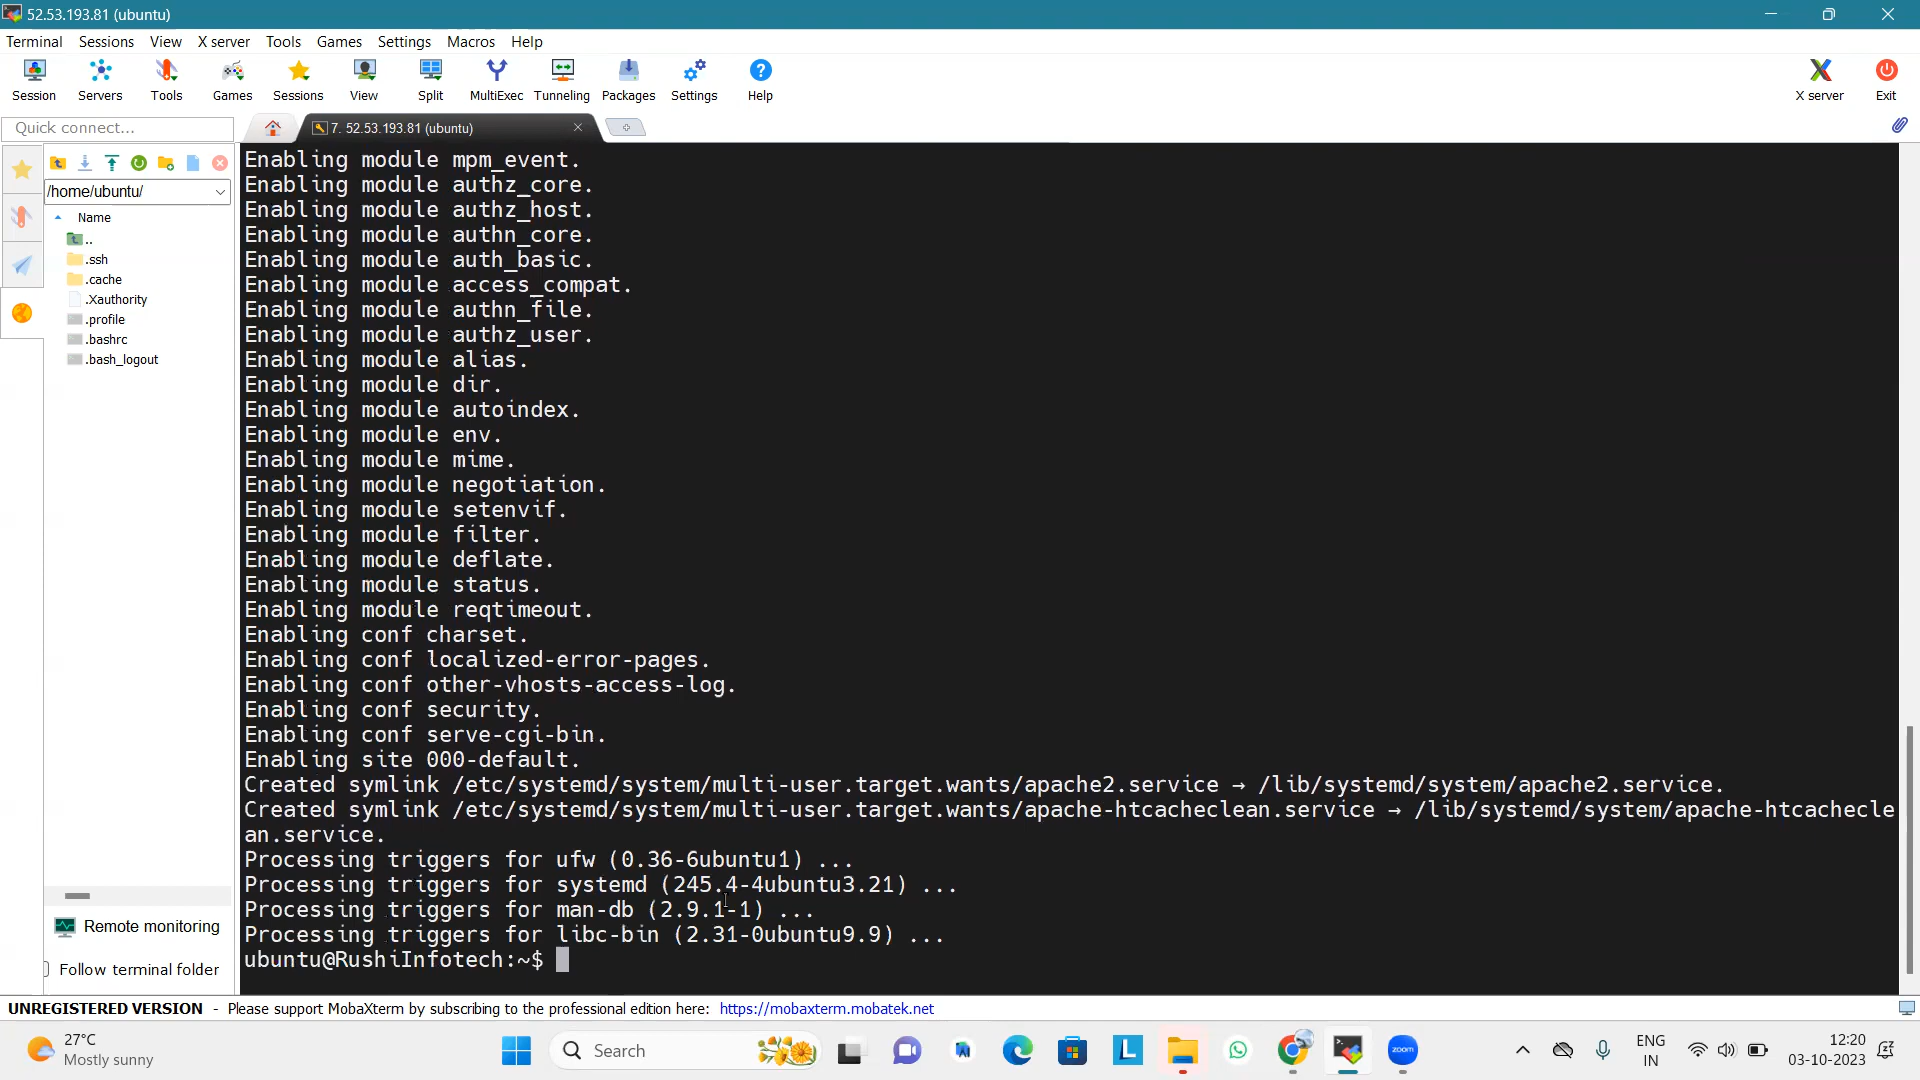 52.53.193.81 (ubuntu)
Terminal Sessions View X server Tools Games Settings Macros Help
Session Servers Tools Games Sessions View Split MultiExec Tunneling Packages Settings Help X server Exit
Quick connect...
7. 52.53.193.81 (ubuntu)
/home/ubuntu/
Name
..
.ssh
.cache
.Xauthority
.profile
.bashrc
.bash_logout
Remote monitoring
Follow terminal folder
Enabling module mpm_event.
Enabling module authz_core.
Enabling module authz_host.
Enabling module authn_core.
Enabling module auth_basic.
Enabling module access_compat.
Enabling module authn_file.
Enabling module authz_user.
Enabling module alias.
Enabling module dir.
Enabling module autoindex.
Enabling module env.
Enabling module mime.
Enabling module negotiation.
Enabling module setenvif.
Enabling module filter.
Enabling module deflate.
Enabling module status.
Enabling module reqtimeout.
Enabling conf charset.
Enabling conf localized-error-pages.
Enabling conf other-vhosts-access-log.
Enabling conf security.
Enabling conf serve-cgi-bin.
Enabling site 000-default.
Created symlink /etc/systemd/system/multi-user.target.wants/apache2.service → /lib/systemd/system/apache2.service.
Created symlink /etc/systemd/system/multi-user.target.wants/apache-htcacheclean.service → /lib/systemd/system/apache-htcachecle
an.service.
Processing triggers for ufw (0.36-6ubuntu1) ...
Processing triggers for systemd (245.4-4ubuntu3.21) ...
Processing triggers for man-db (2.9.1-1) ...
Processing triggers for libc-bin (2.31-0ubuntu9.9) ...
ubuntu@RushiInfotech:~$
UNREGISTERED VERSION - Please support MobaXterm by subscribing to the professional edition here: https://mobaxterm.mobatek.net
27°C
Mostly sunny
Search
zoom
ENG
IN
12:20
03-10-2023